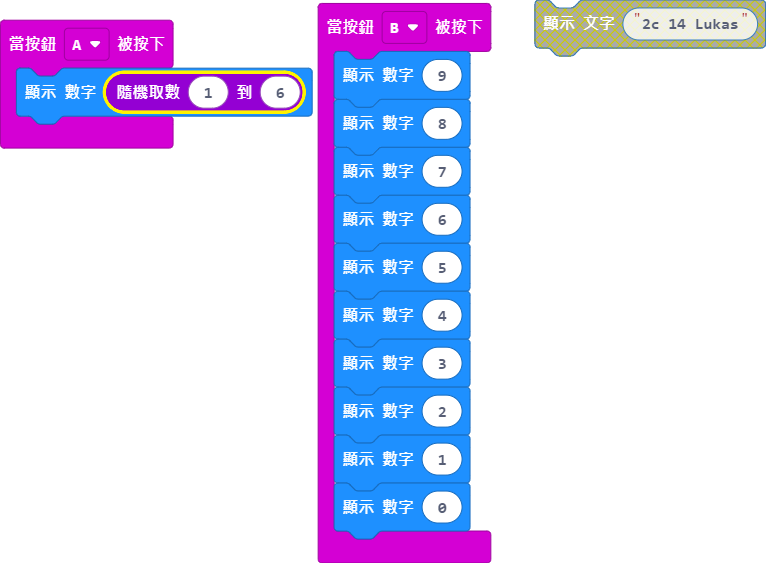 當按鈕 A 被按下
顯示 數字 隨機取數 1 到 6
當按鈕 B 被按下
顯示 數字 9
顯示 數字 8
顯示 數字 7
顯示 數字 6
顯示 數字 5
顯示 數字 4
顯示 數字 3
顯示 數字 2
顯示 數字 1
顯示 數字 0
顯示 文字 "2c 14 Lukas"